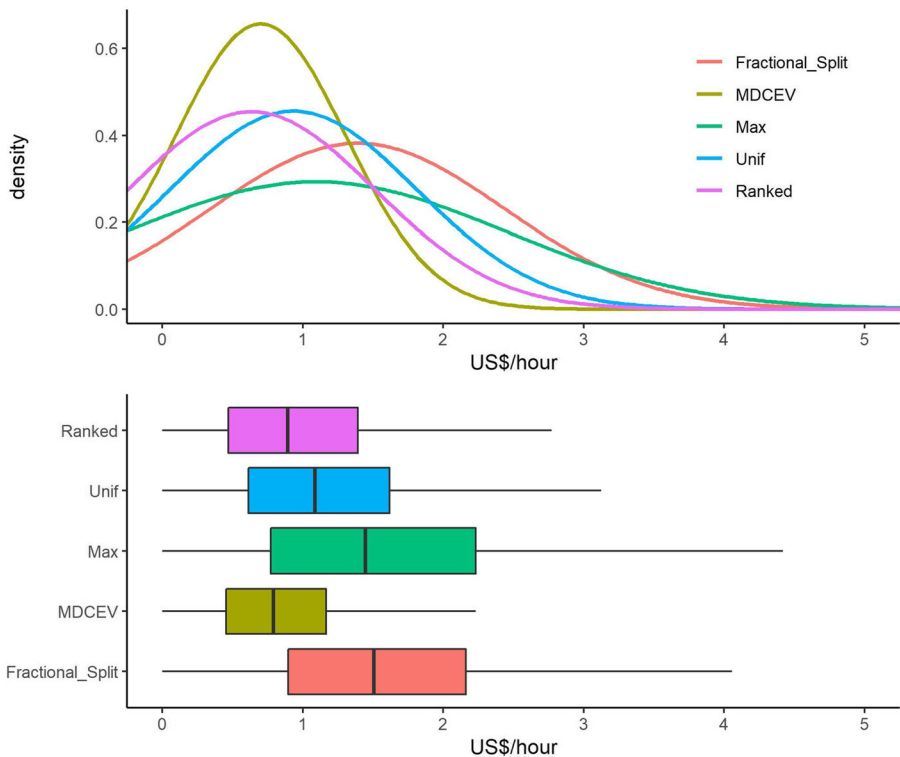 density
0.6
0.4
0.2
0.0
Fractional_Split
MDCEV
Max
Unif
Ranked
0 1 2 3 4 5
US$/hour
Ranked
Unif
Max
MDCEV
Fractional_Split
0 1 2 3 4 5
US$/hour